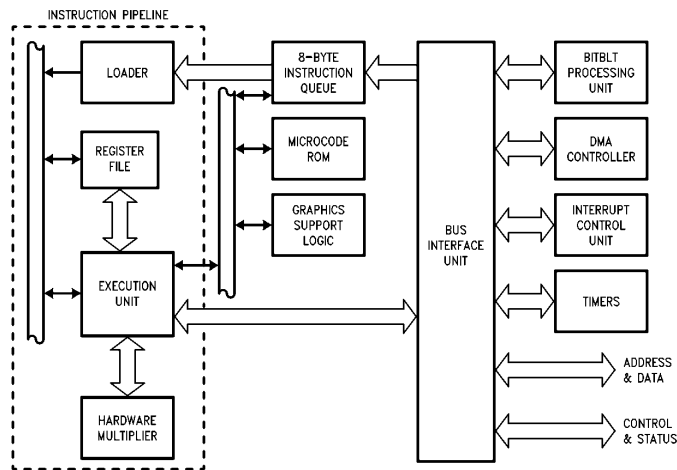 INSTRUCTION PIPELINE
LOADER
8-BYTE
INSTRUCTION
QUEUE
BITBLT
PROCESSING
UNIT
REGISTER
FILE
MICROCODE
ROM
DMA
CONTROLLER
GRAPHICS
SUPPORT
LOGIC
BUS
INTERFACE
UNIT
INTERRUPT
CONTROL
UNIT
EXECUTION
UNIT
TIMERS
ADDRESS
& DATA
HARDWARE
MULTIPLIER
CONTROL
& STATUS